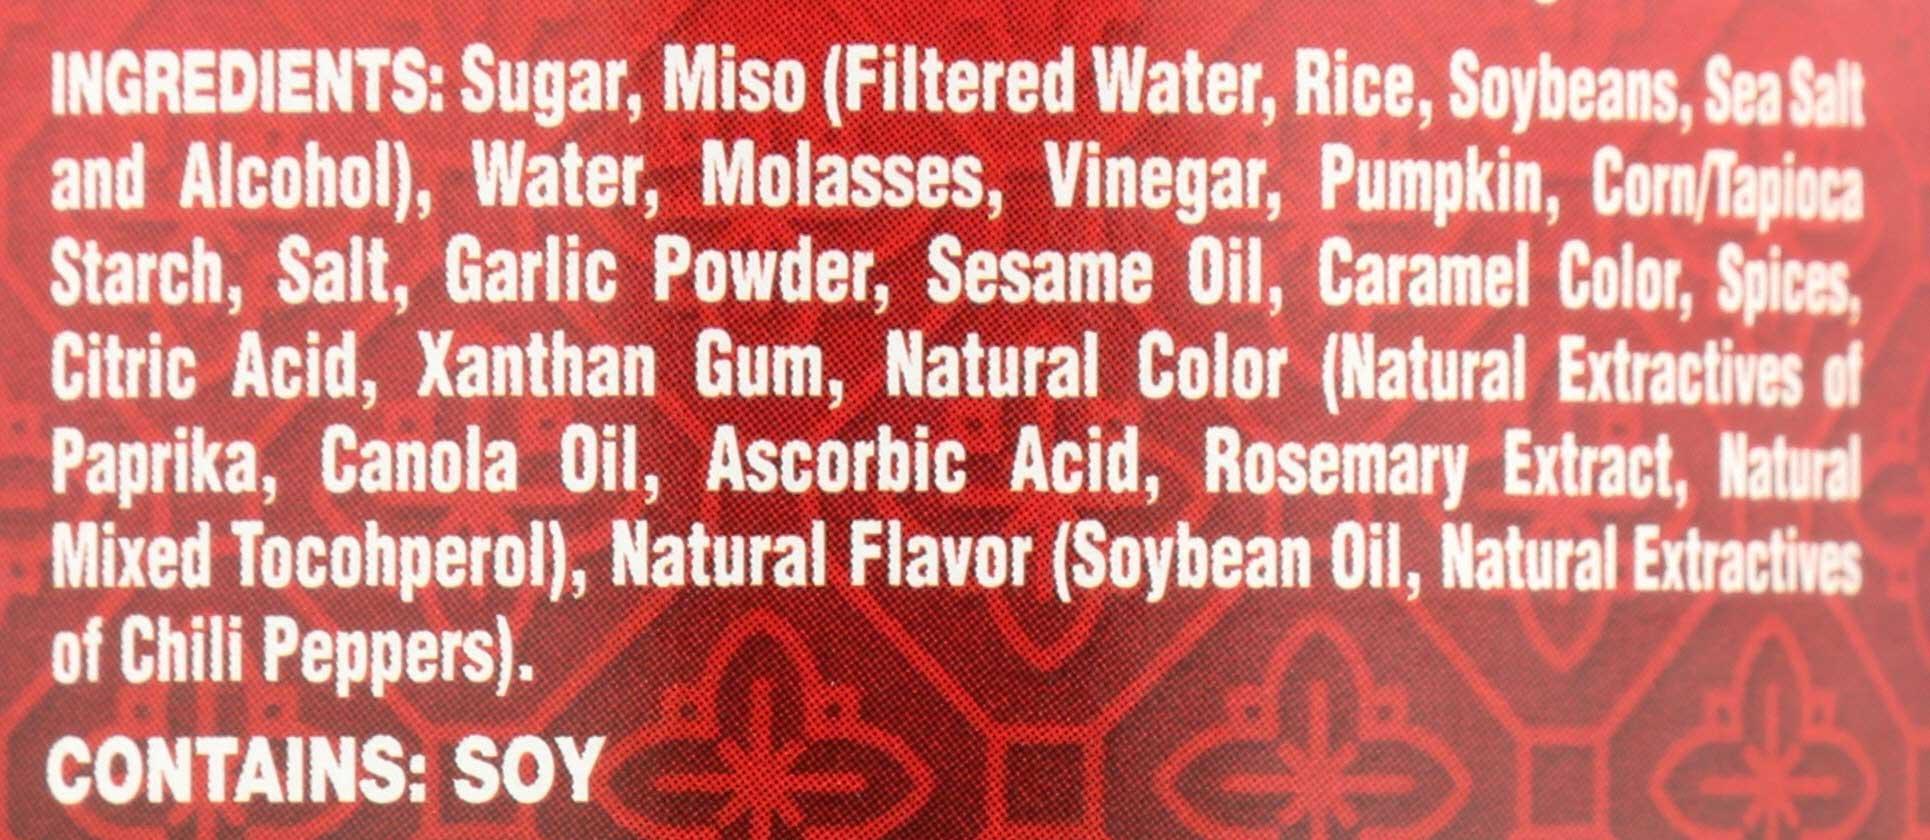 INGREDIENTS: Sugar, Miso (Filtered Water, Rice, Soybeans, Sea Salt
and Alcohol), Water, Molasses, Vinegar, Pumpkin, Corn/Tapioca
Starch, Salt, Garlic Powder, Sesame Oil, Caramel Color, Spices,
Citric Acid, Xanthan Gum, Natural Color (Natural Extractives of
Paprika, Canola Oil, Ascorbic Acid, Rosemary Extract, Natural
Mixed Tocohperol), Natural Flavor (Soybean Oil, Natural Extractives
of Chili Peppers).
CONTAINS: SOY